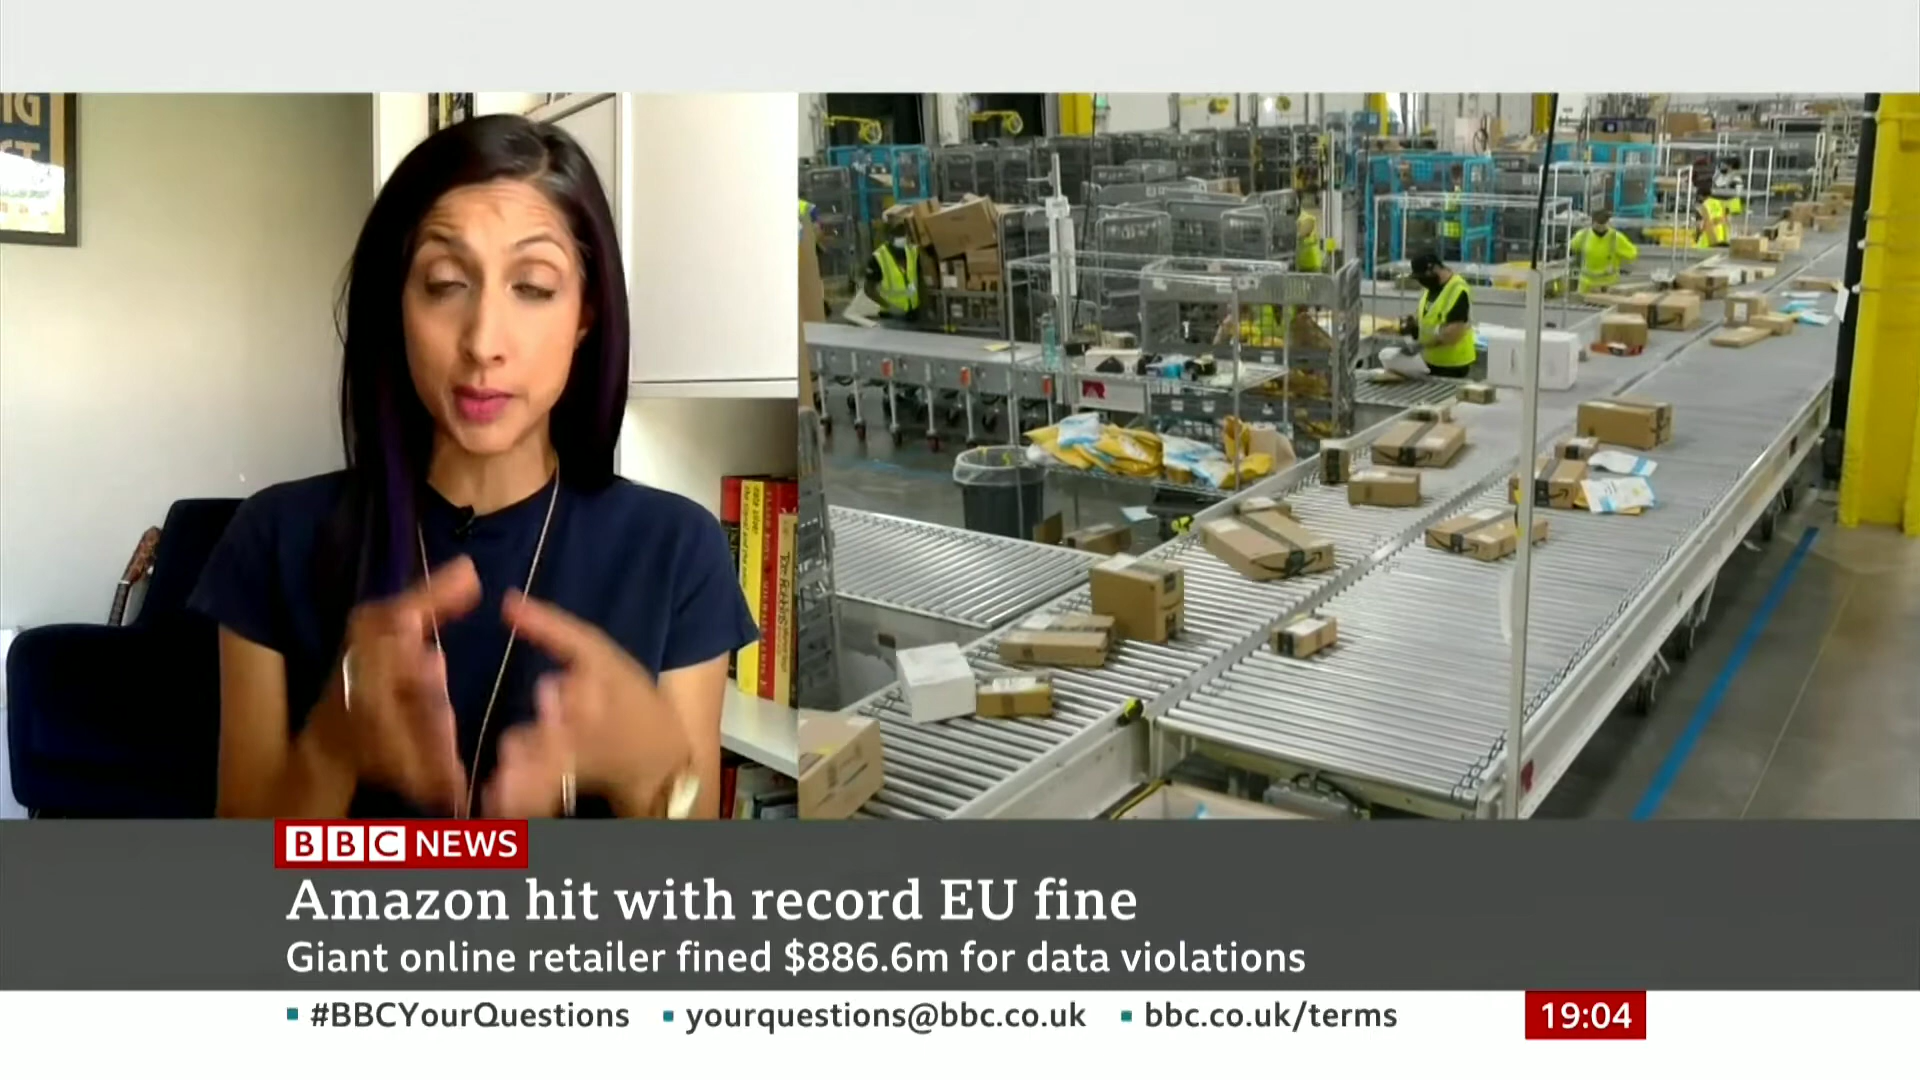 IG
BBC NEWS
Amazon hit with record EU fine
Giant online retailer fined $886.6m for data violations
#BBCYourQuestions yourquestions@bbc.co.uk bbc.co.uk/terms 19:04